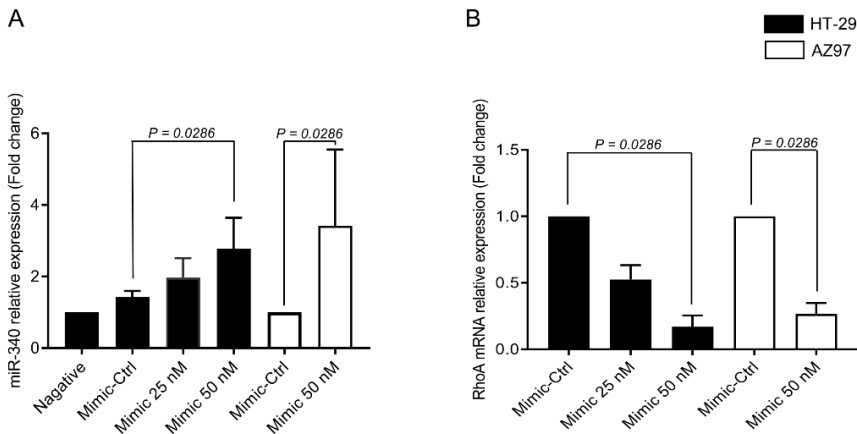 A
miR-340 relative expression (Fold change)
6
4
2
0
P = 0.0286
P = 0.0286
Nagative
Mimic-Ctrl
Mimic 25 nM
Mimic 50 nM
Mimic-Ctrl
Mimic 50 nM
B
HT-29
AZ97
RhoA mRNA relative expression (Fold change)
1.5
1.0
0.5
0.0
P = 0.0286
P = 0.0286
Mimic-Ctrl
Mimic 25 nM
Mimic 50 nM
Mimic-Ctrl
Mimic 50 nM